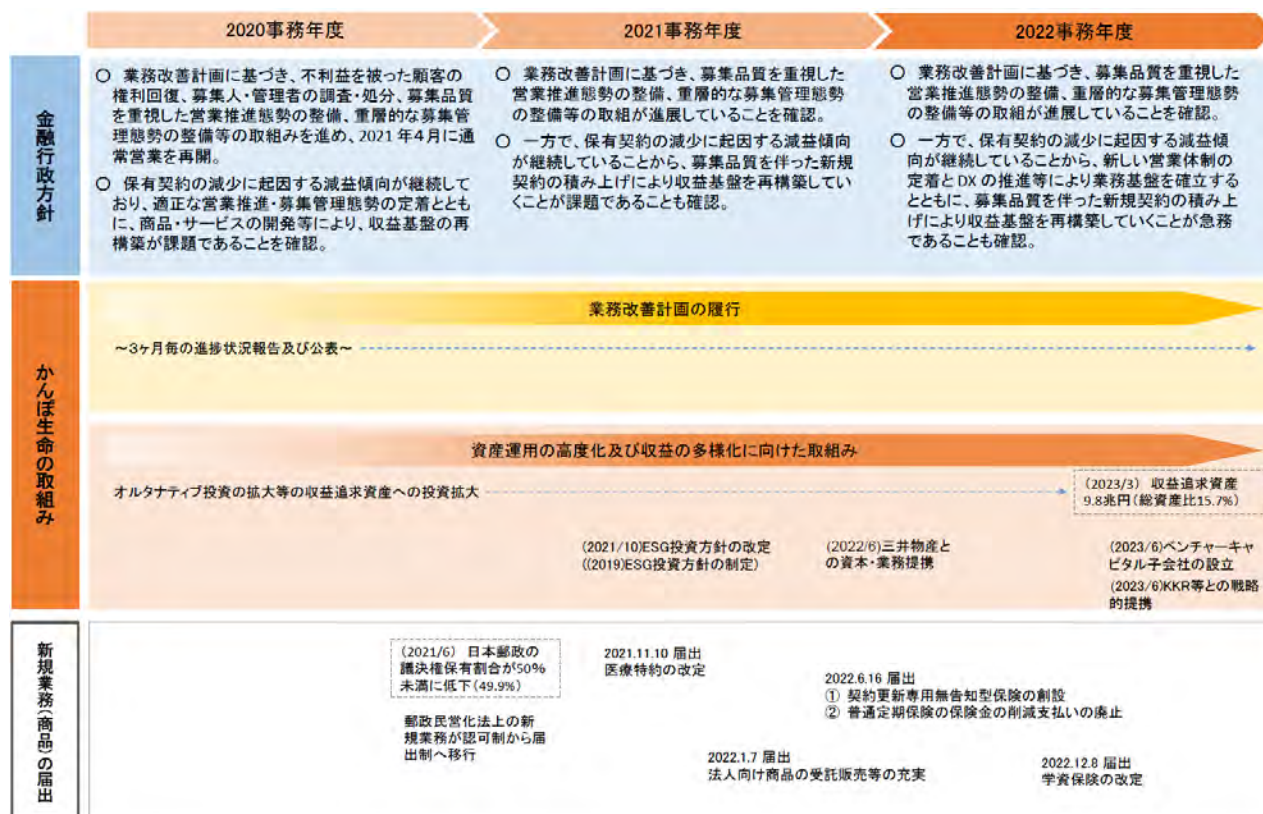 2020事務年度
2021事務年度
2022事務年度
金融行政方針
○ 業務改善計画に基づき、不利益を被った顧客の
権利回復、募集人・管理者の調査・処分、募集品質
を重視した営業推進態勢の整備、重層的な募集管
理態勢の整備等の取組みを進め、2021年4月に通
常営業を再開。
○ 保有契約の減少に起因する減益傾向が継続して
おり、適正な営業推進・募集管理態勢の定着ととも
に、商品・サービスの開発等により、収益基盤の再
構築が課題であることを確認。
○ 業務改善計画に基づき、募集品質を重視した
営業推進態勢の整備、重層的な募集管理態勢
の整備等の取組が進展していることを確認。
○ 一方で、保有契約の減少に起因する減益傾向
が継続していることから、募集品質を伴った新規
契約の積み上げにより収益基盤を再構築してい
くことが課題であることも確認。
○ 業務改善計画に基づき、募集品質を重視した
営業推進態勢の整備、重層的な募集管理態勢
の整備等の取組が進展していることを確認。
○ 一方で、保有契約の減少に起因する減益傾
向が継続していることから、新しい営業体制の
定着とDXの推進等により業務基盤を確立する
とともに、募集品質を伴った新規契約の積み上
げにより収益基盤を再構築していくことが急務
であることも確認。
かんぽ生命の取組み
業務改善計画の履行
～3ヶ月毎の進捗状況報告及び公表～
資産運用の高度化及び収益の多様化に向けた取組み
オルタナティブ投資の拡大等の収益追求資産への投資拡大
(2023/3) 収益追求資産
9.8兆円(総資産比15.7%)
(2021/10)ESG投資方針の改定
((2019)ESG投資方針の制定)
(2022/6)三井物産と
の資本・業務提携
(2023/6)ベンチャーキャ
ピタル子会社の設立
(2023/6)KKR等との戦略
的提携
新規業務(商品)の届出
(2021/6) 日本郵政の
議決権保有割合が50%
未満に低下(49.9%)
郵政民営化法上の新
規業務が認可制から届
出制へ移行
2021.11.10 届出
医療特約の改定
2022.1.7 届出
法人向け商品の受託販売等の充実
2022.6.16 届出
① 契約更新専用無告知型保険の創設
② 普通定期保険の保険金の削減支払いの廃止
2022.12.8 届出
学資保険の改定